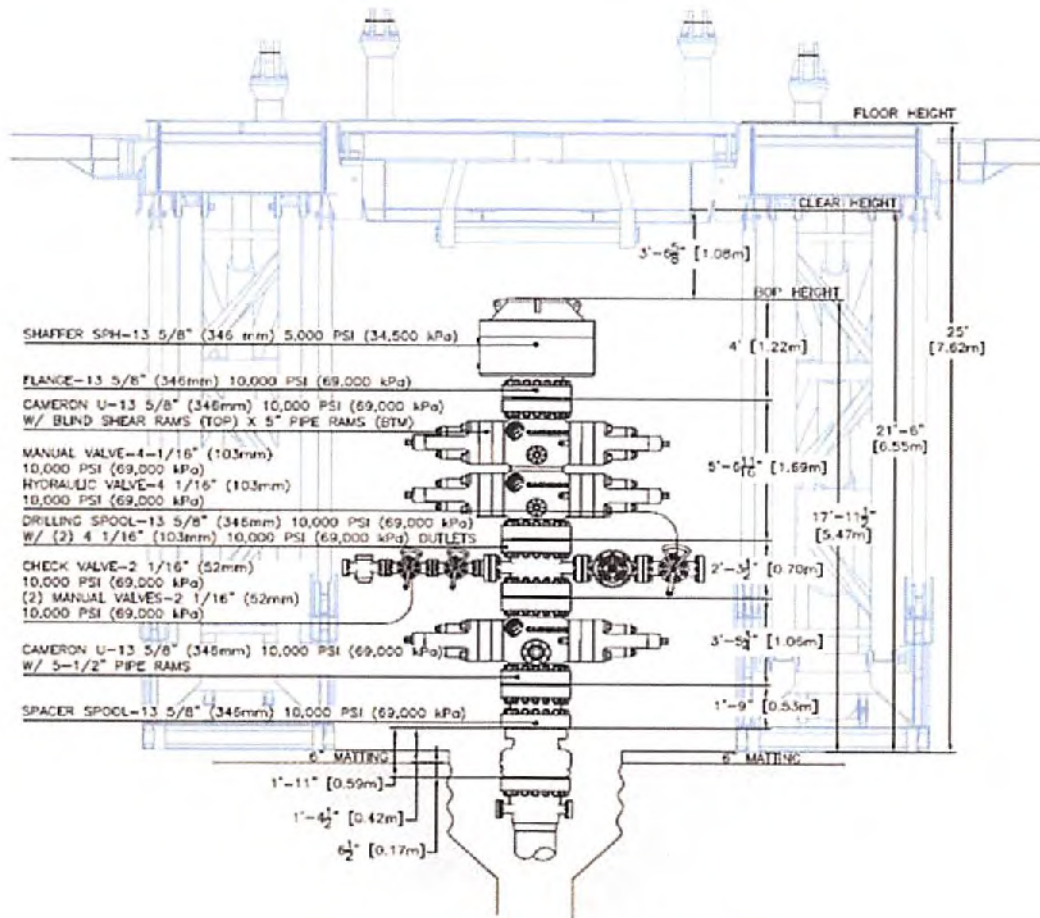 FLOOR HEIGHT
CLEAR HEIGHT
3'-6 5/8" [1.08m]
BOP HEIGHT
SHAFFER SPH-13 5/8" (346 mm) 5,000 PSI (34,500 kPa)
4' [1.22m]
25'
[7.62m]
FLANGE-13 5/8" (346mm) 10,000 PSI (69,000 kPa)
CAMERON U-13 5/8" (346mm) 10,000 PSI (69,000 kPa)
W/ BLIND SHEAR RAMS (TOP) X 5" PIPE RAMS (BTM)
21'-6"
[6.55m]
MANUAL VALVE-4-1/16" (103mm)
10,000 PSI (69,000 kPa)
HYDRAULIC VALVE-4 1/16" (103mm)
10,000 PSI (69,000 kPa)
5'-6 11/16" [1.69m]
17'-11 1/2"
[5.47m]
DRILLING SPOOL-13 5/8" (346mm) 10,000 PSI (69,000 kPa)
W/ (2) 4 1/16" (103mm) 10,000 PSI (69,000 kPa) OUTLETS
CHECK VALVE-2 1/16" (52mm)
10,000 PSI (69,000 kPa)
(2) MANUAL VALVES-2 1/16" (52mm)
10,000 PSI (69,000 kPa)
2'-3 1/2" [0.70m]
CAMERON U-13 5/8" (346mm) 10,000 PSI (69,000 kPa)
W/ 5-1/2" PIPE RAMS
[1.06m]
SPACER SPOOL-13 5/8" (346mm) 10,000 PSI (69,000 kPa)
1'-9" [0.53m]
6" MATTING
6" MATTING
1'-11" [0.59m]
1'-4 1/2" [0.42m]
6 1/2" [0.17m]